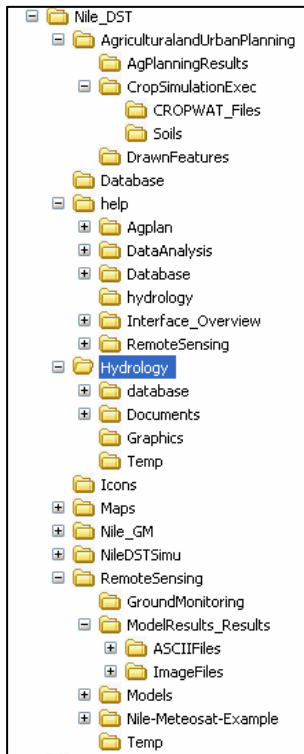 Nile_DST
AgriculturalandUrbanPlanning
AgPlanningResults
CropSimulationExec
CROPWAT_Files
Soils
DrawnFeatures
Database
help
Agplan
DataAnalysis
Database
hydrology
Interface_Overview
RemoteSensing
Hydrology
database
Documents
Graphics
Temp
Icons
Maps
Nile_GM
NileDSTSimu
RemoteSensing
GroundMonitoring
ModelResults_Results
ASCIIFiles
ImageFiles
Models
Nile-Meteosat-Example
Temp